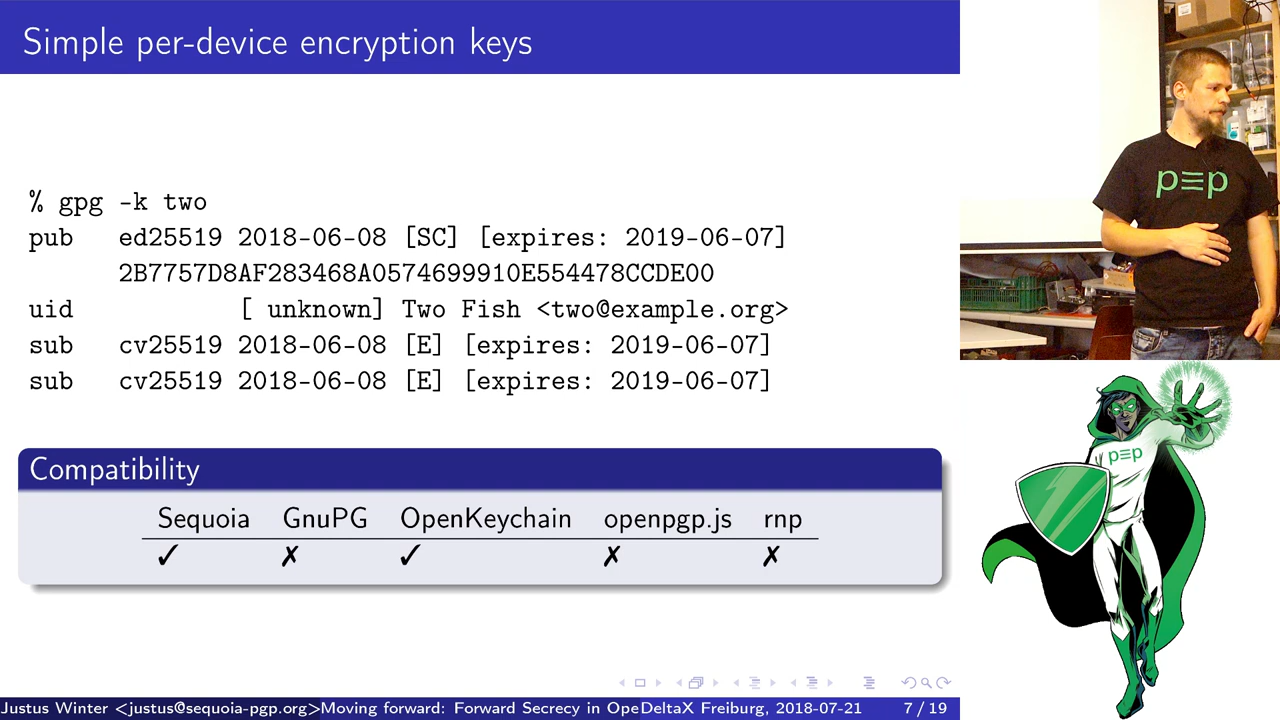 Simple per-device encryption keys
% gpg -k two
pub ed25519 2018-06-08 [SC] [expires: 2019-06-07]
2B7757D8AF283468A0574699910E554478CCDE00
uid [ unknown] Two Fish <two@example.org>
sub cv25519 2018-06-08 [E] [expires: 2019-06-07]
sub cv25519 2018-06-08 [E] [expires: 2019-06-07]
Compatibility
Sequoia GnuPG OpenKeychain openpgp.js rnp
✓ ✗ ✓ ✗ ✗
Justus Winter <justus@sequoia-pgp.org> Moving forward: Forward Secrecy in Ope DeltaX Freiburg, 2018-07-21 7 / 19
p≡p
p≡p